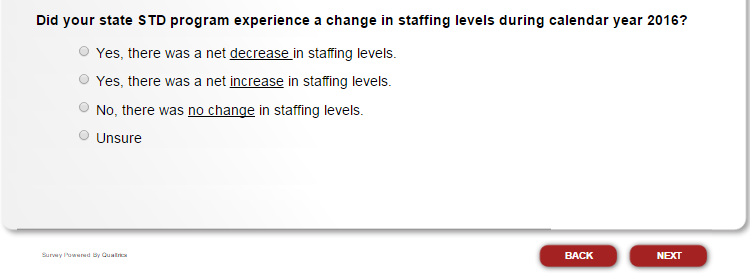 Did your state STD program experience a change in staffing levels during calendar year 2016?
Yes, there was a net decrease in staffing levels.
Yes, there was a net increase in staffing levels.
No, there was no change in staffing levels.
Unsure
Survey Powered By Qualtrics
BACK
NEXT